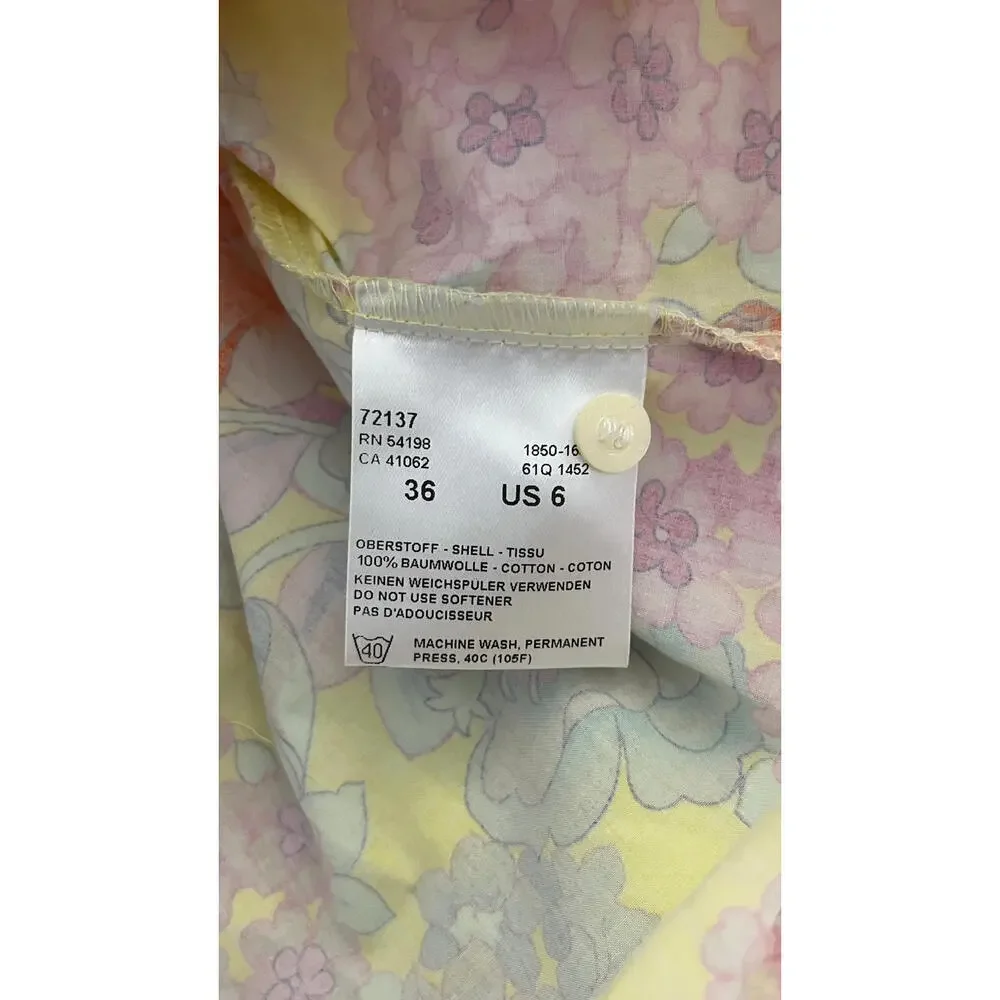 72137
RN 54198
CA 41062
1850-16
61Q 1452
36 US 6
OBERSTOFF - SHELL - TISSU
100% BAUMWOLLE - COTTON - COTON
KEINEN WEICHSPÜLER VERWENDEN
DO NOT USE SOFTENER
PAS D'ADOUCISSEUR
40
MACHINE WASH, PERMANENT
PRESS, 40C (105F)